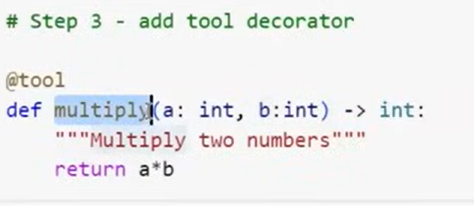 # Step 3 - add tool decorator
@tool
def multiply(a: int, b:int) -> int:
    """Multiply two numbers"""
    return a*b